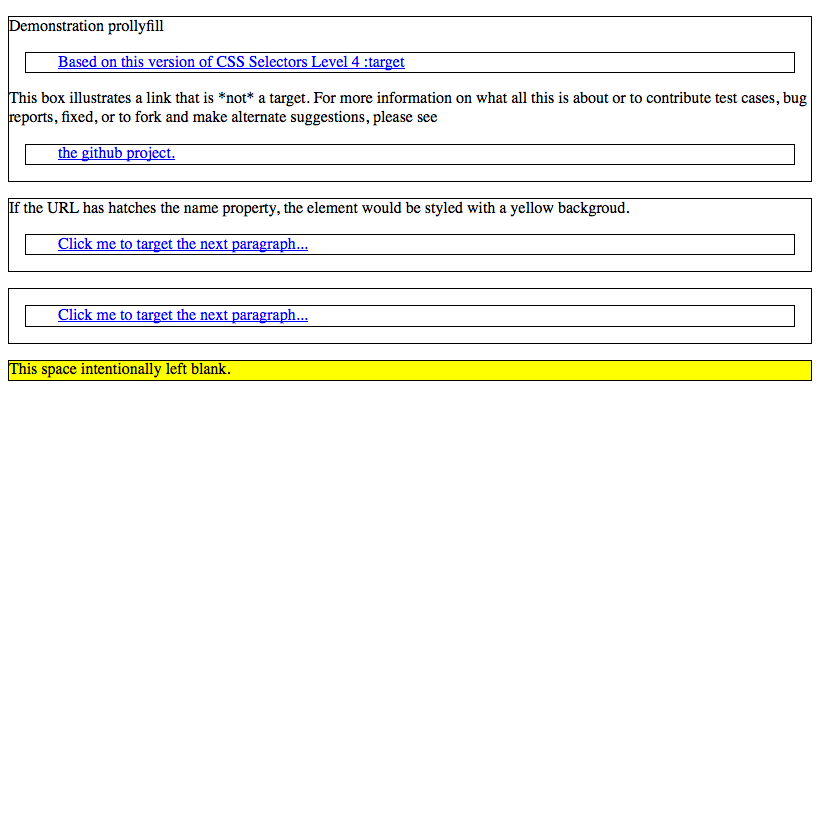 Demonstration prollyfill
Based on this version of CSS Selectors Level 4 :target
This box illustrates a link that is *not* a target. For more information on what all this is about or to contribute test cases, bug
reports, fixed, or to fork and make alternate suggestions, please see
the github project.
If the URL has hatches the name property, the element would be styled with a yellow backgroud.
Click me to target the next paragraph...
Click me to target the next paragraph...
This space intentionally left blank.